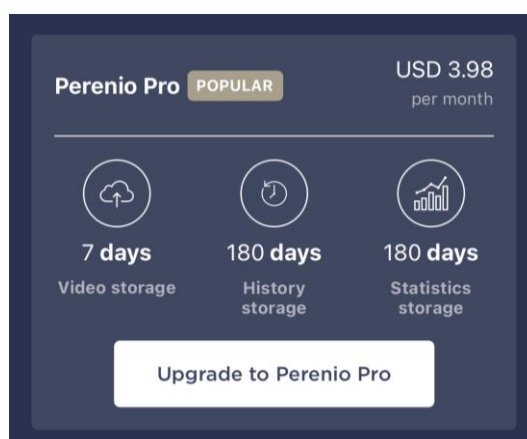 Perenio Pro POPULAR
USD 3.98
per month
7 days
180 days
180 days
Video storage
History
storage
Statistics
storage
Upgrade to Perenio Pro